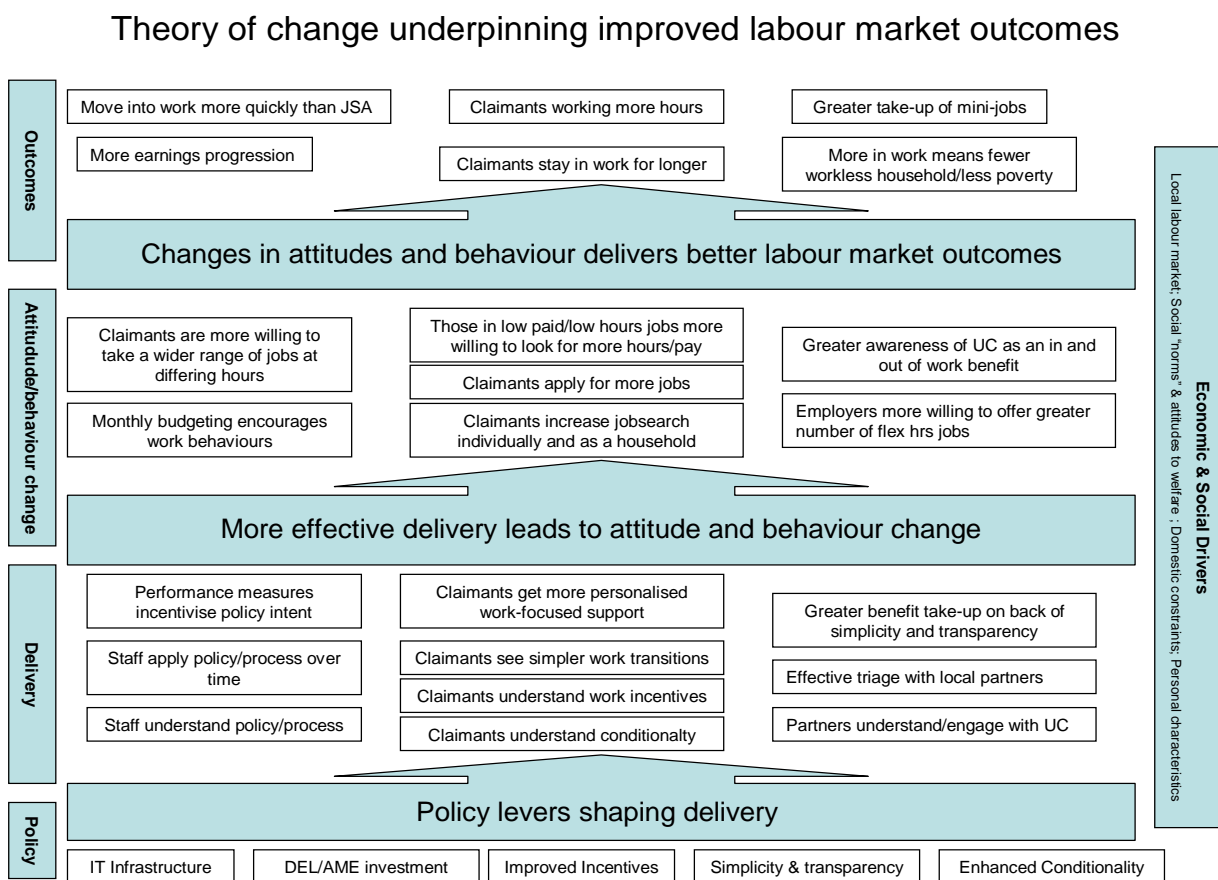 Theory of change underpinning improved labour market outcomes
Outcomes
Move into work more quickly than JSA
Claimants working more hours
Greater take-up of mini-jobs
More earnings progression
Claimants stay in work for longer
More in work means fewer
workless household/less poverty
Changes in attitudes and behaviour delivers better labour market outcomes
Attitudude/behaviour change
Claimants are more willing to
take a wider range of jobs at
differing hours
Monthly budgeting encourages
work behaviours
Those in low paid/low hours jobs more
willing to look for more hours/pay
Claimants apply for more jobs
Claimants increase jobsearch
individually and as a household
Greater awareness of UC as an in and
out of work benefit
Employers more willing to offer greater
number of flex hrs jobs
More effective delivery leads to attitude and behaviour change
Delivery
Performance measures
incentivise policy intent
Staff apply policy/process over
time
Staff understand policy/process
Claimants get more personalised
work-focused support
Claimants see simpler work transitions
Claimants understand work incentives
Claimants understand conditionalty
Greater benefit take-up on back of
simplicity and transparency
Effective triage with local partners
Partners understand/engage with UC
Policy levers shaping delivery
Policy
IT Infrastructure
DEL/AME investment
Improved Incentives
Simplicity & transparency
Enhanced Conditionality
Economic & Social Drivers
Local labour market; Social "norms" & attitudes to welfare ; Domestic constraints; Personal characteristics